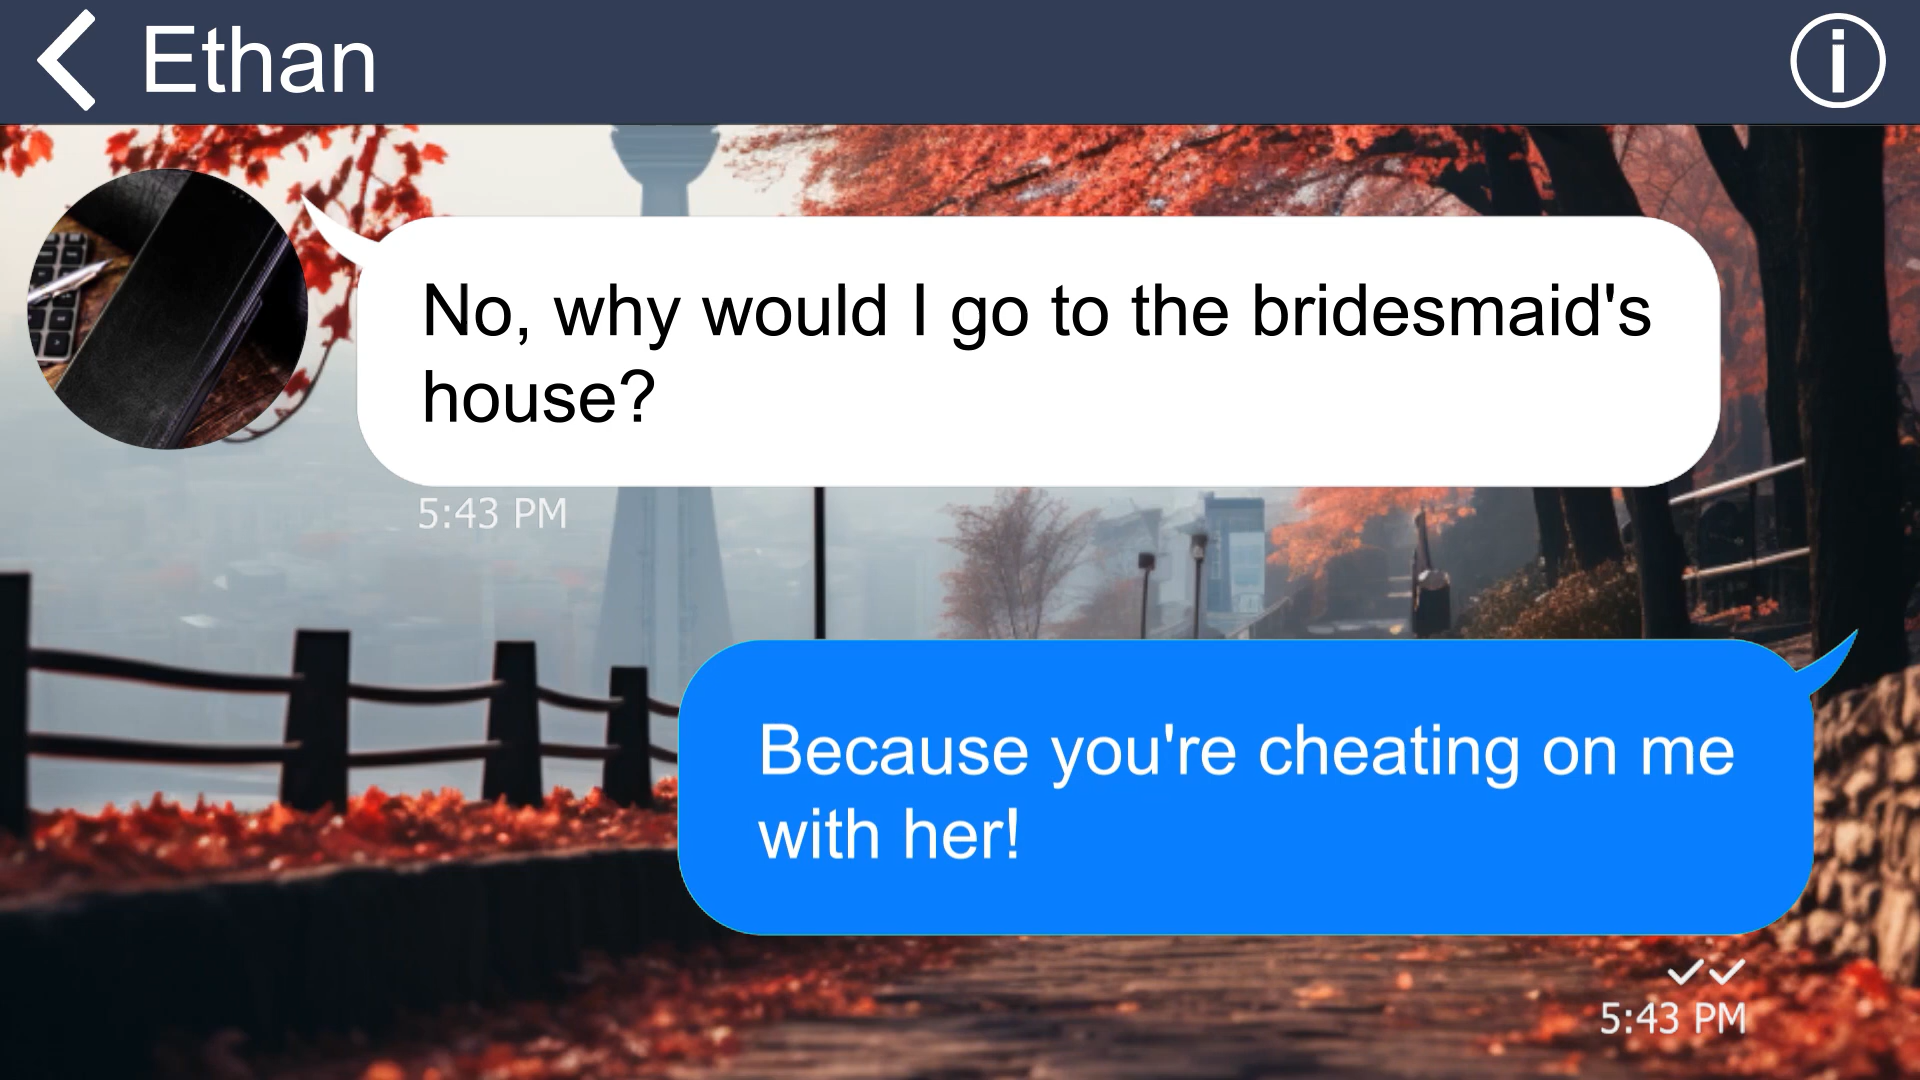 Ethan
No, why would I go to the bridesmaid's
house?
5:43 PM
Because you're cheating on me
with her!
5:43 PM